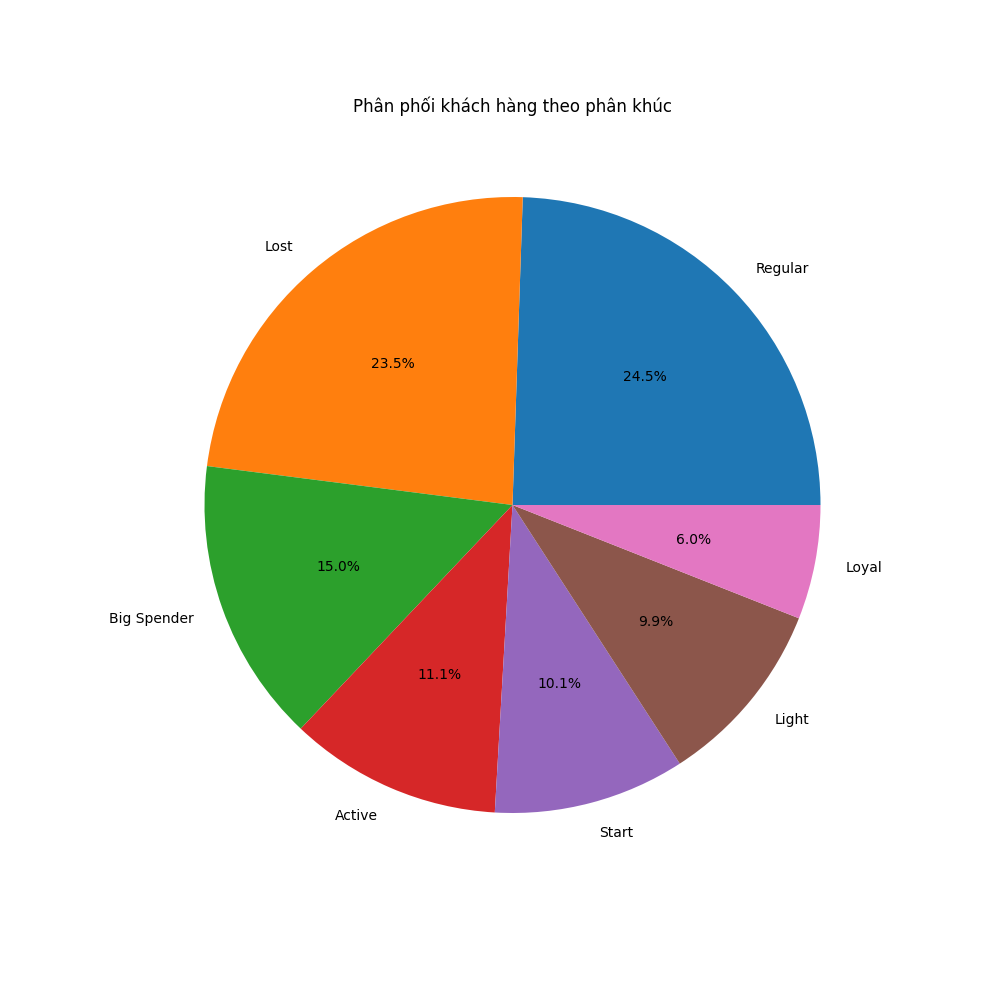 Phân phối khách hàng theo phân khúc
Lost
Regular
23.5%
24.5%
15.0%
6.0%
Big Spender
Loyal
9.9%
11.1%
10.1%
Light
Active
Start